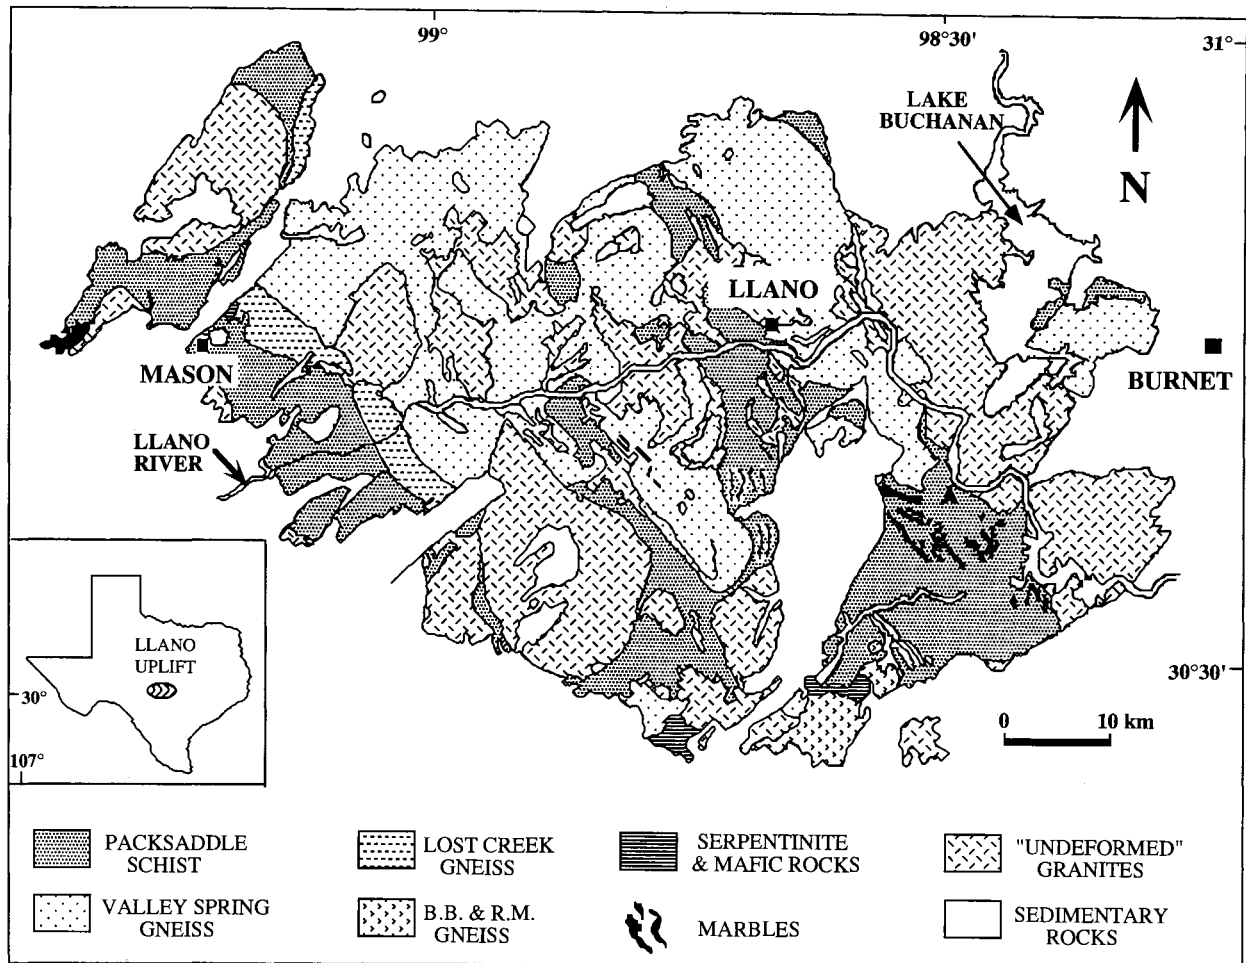 99°
98°30'
31°
LAKE
BUCHANAN
N
LLANO
MASON
BURNET
LLANO
RIVER
LLANO
UPLIFT
30°
107°
30°30'
0 10 km
PACKSADDLE
SCHIST
LOST CREEK
GNEISS
SERPENTINITE
& MAFIC ROCKS
"UNDEFORMED"
GRANITES
VALLEY SPRING
GNEISS
B.B. & R.M.
GNEISS
MARBLES
SEDIMENTARY
ROCKS